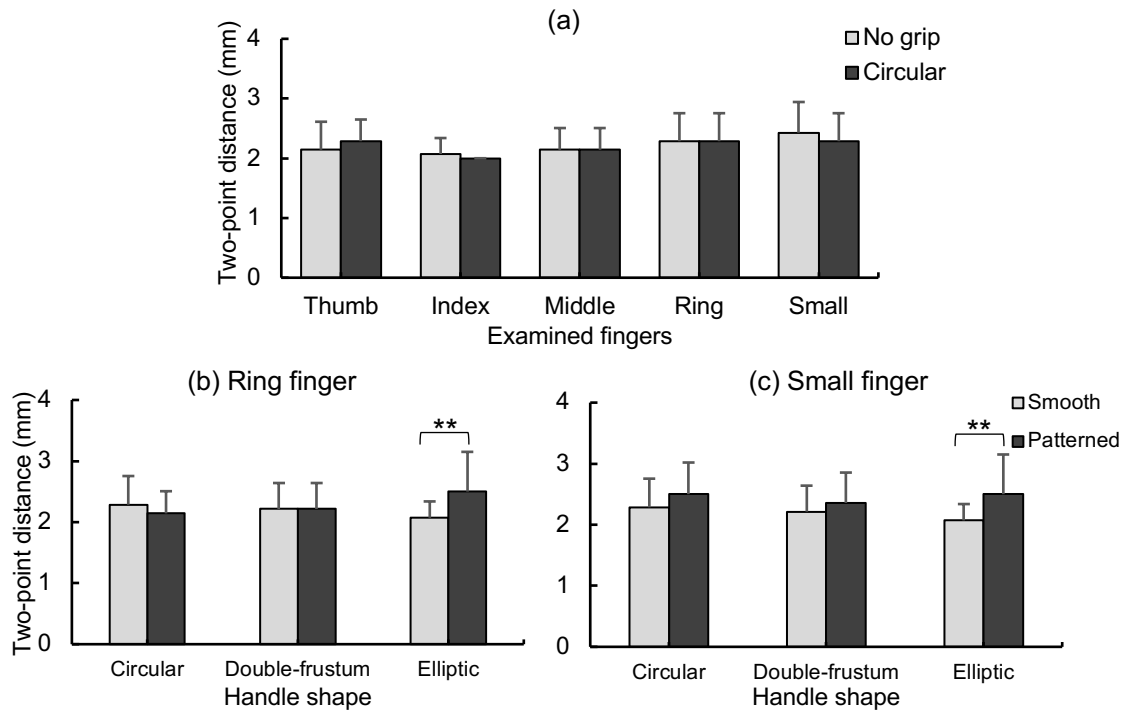 (a)
No grip
Circular
Two-point distance (mm)
4
3
2
1
0
Thumb Index Middle Ring Small
Examined fingers
(b) Ring finger
Two-point distance (mm)
4
3
2
1
0
**
Circular Double-frustum Elliptic
Handle shape
(c) Small finger
Smooth
Patterned
4
3
2
1
0
**
Circular Double-frustum Elliptic
Handle shape